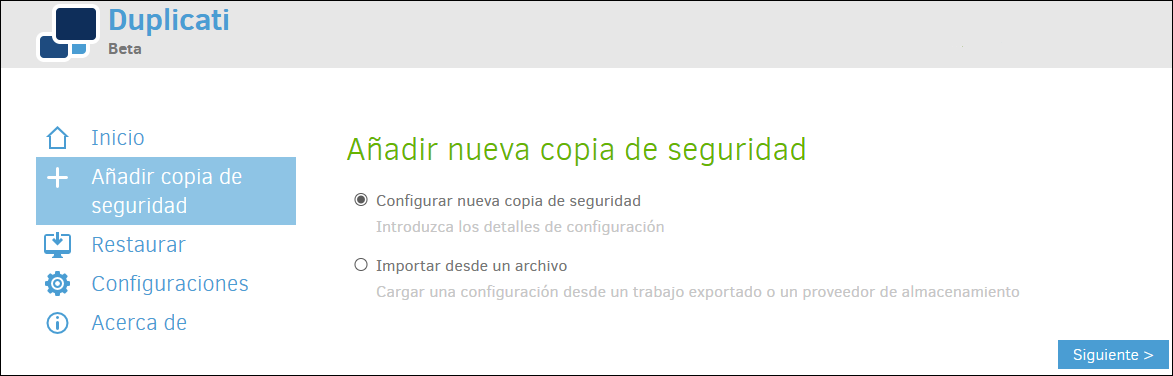 Duplicati
Beta
Inicio
Añadir copia de
seguridad
Restaurar
Configuraciones
Acerca de
Añadir nueva copia de seguridad
Configurar nueva copia de seguridad
Introduzca los detalles de configuración
Importar desde un archivo
Cargar una configuración desde un trabajo exportado o un proveedor de almacenamiento
Siguiente >